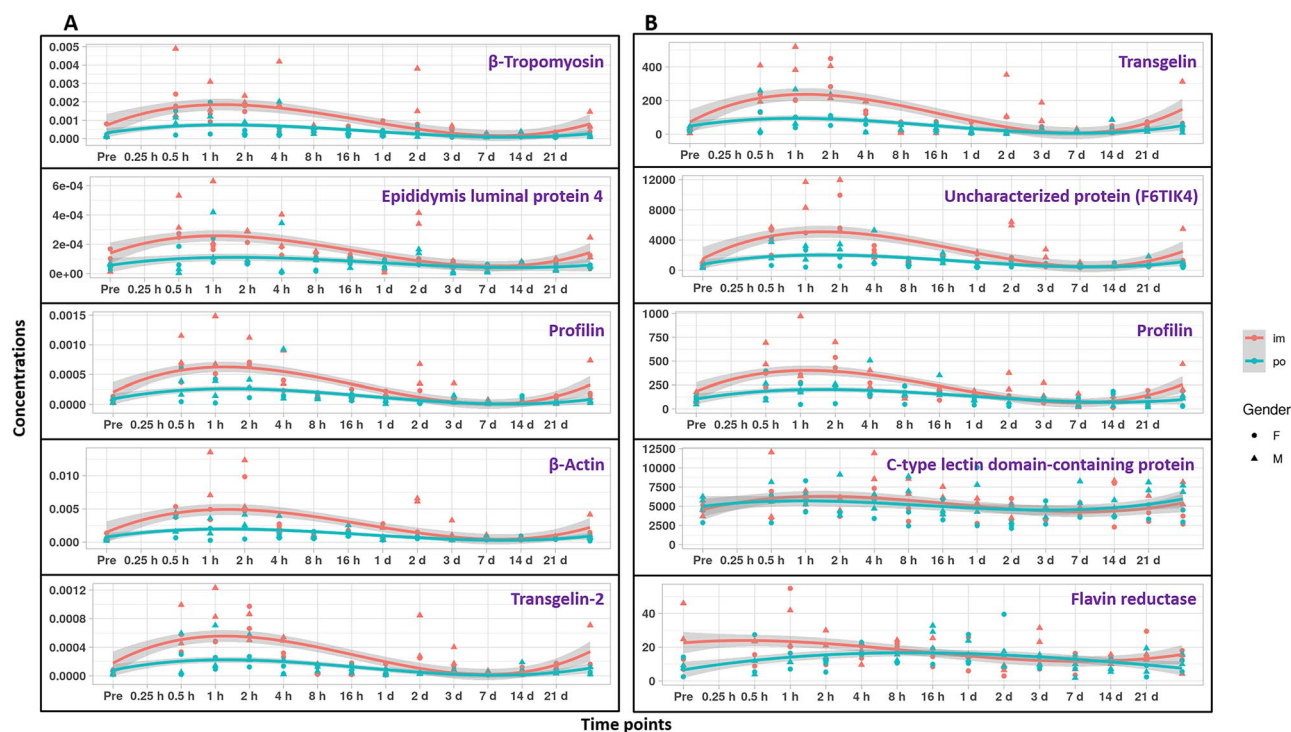 A
β-Tropomyosin
0.005
0.004
0.003
0.002
0.001
0.000
Pre 0.25 h 0.5 h 1 h 2 h 4 h 8 h 16 h 1 d 2 d 3 d 7 d 14 d 21 d
Epididymis luminal protein 4
6e-04
4e-04
2e-04
0e+00
Pre 0.25 h 0.5 h 1 h 2 h 4 h 8 h 16 h 1 d 2 d 3 d 7 d 14 d 21 d
Profilin
0.0015
0.0010
0.0005
0.0000
Pre 0.25 h 0.5 h 1 h 2 h 4 h 8 h 16 h 1 d 2 d 3 d 7 d 14 d 21 d
β-Actin
0.010
0.005
0.000
Pre 0.25 h 0.5 h 1 h 2 h 4 h 8 h 16 h 1 d 2 d 3 d 7 d 14 d 21 d
Transgelin-2
0.0012
0.0008
0.0004
0.0000
Pre 0.25 h 0.5 h 1 h 2 h 4 h 8 h 16 h 1 d 2 d 3 d 7 d 14 d 21 d
B
Transgelin
400
200
0
Pre 0.25 h 0.5 h 1 h 2 h 4 h 8 h 16 h 1 d 2 d 3 d 7 d 14 d 21 d
Uncharacterized protein (F6TIK4)
12000
8000
4000
0
Pre 0.25 h 0.5 h 1 h 2 h 4 h 8 h 16 h 1 d 2 d 3 d 7 d 14 d 21 d
Profilin
1000
750
500
250
0
Pre 0.25 h 0.5 h 1 h 2 h 4 h 8 h 16 h 1 d 2 d 3 d 7 d 14 d 21 d
C-type lectin domain-containing protein
12500
10000
7500
5000
2500
0
Pre 0.25 h 0.5 h 1 h 2 h 4 h 8 h 16 h 1 d 2 d 3 d 7 d 14 d 21 d
Flavin reductase
40
20
0
Pre 0.25 h 0.5 h 1 h 2 h 4 h 8 h 16 h 1 d 2 d 3 d 7 d 14 d 21 d
Concentrations
Time points
im
po
Gender
F
M